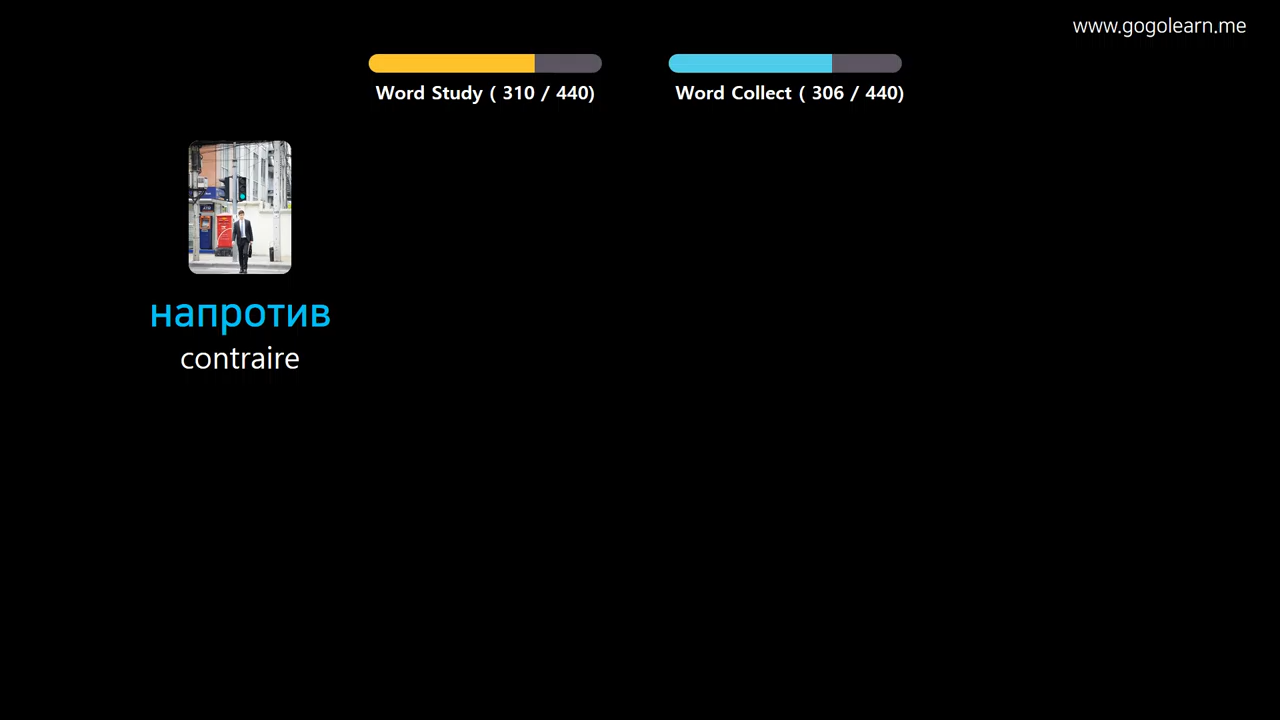 www.gogolearn.me
Word Study ( 310 / 440)
Word Collect ( 306 / 440)
напротив
contraire